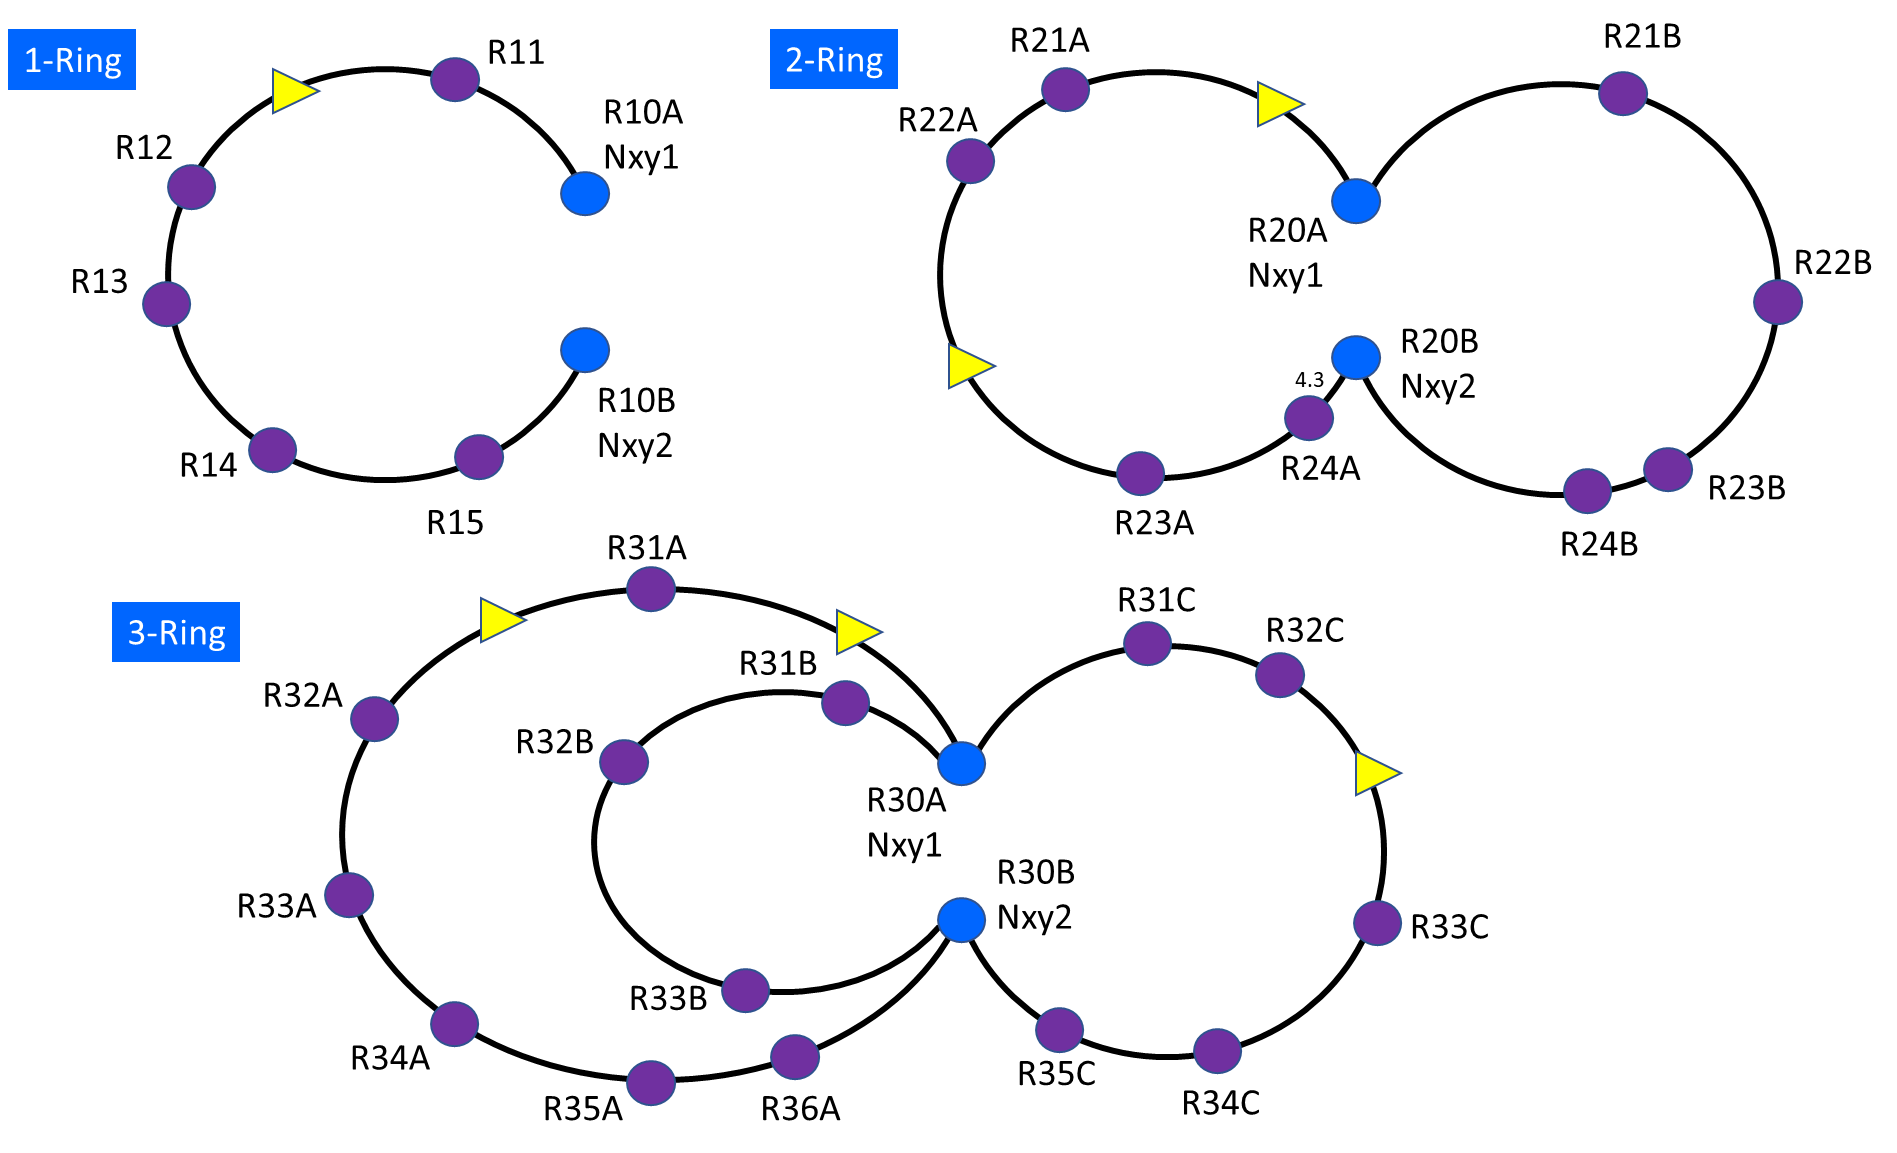 1-Ring
R11
R10A
Nxy1
R12
R13
R14
R15
R10B
Nxy2
2-Ring
R21A
R22A
R21B
R20A
Nxy1
R22B
R20B
Nxy2
4.3
R24A
R23A
R23B
R24B
3-Ring
R31A
R32A
R31B
R32B
R31C
R32C
R30A
Nxy1
R30B
Nxy2
R33A
R33B
R33C
R34A
R35A
R36A
R35C
R34C